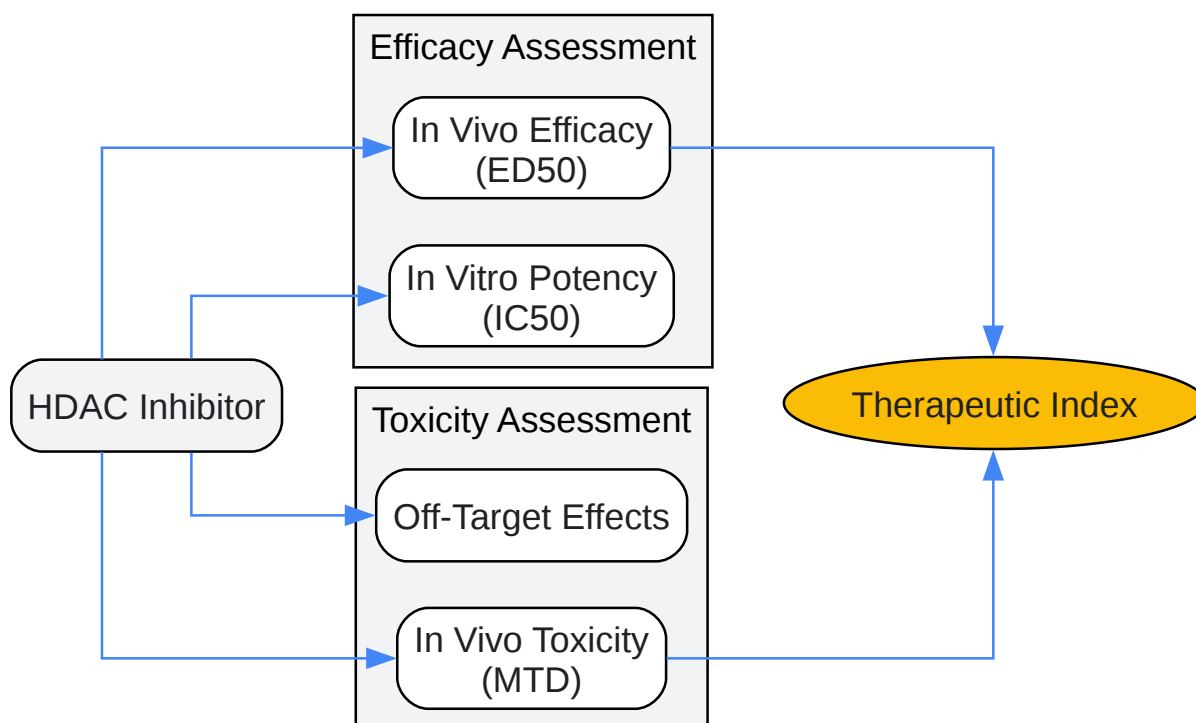 Efficacy Assessment
In Vivo Efficacy
(ED50)
In Vitro Potency
(IC50)
HDAC Inhibitor
Therapeutic Index
Toxicity Assessment
Off-Target Effects
In Vivo Toxicity
(MTD)